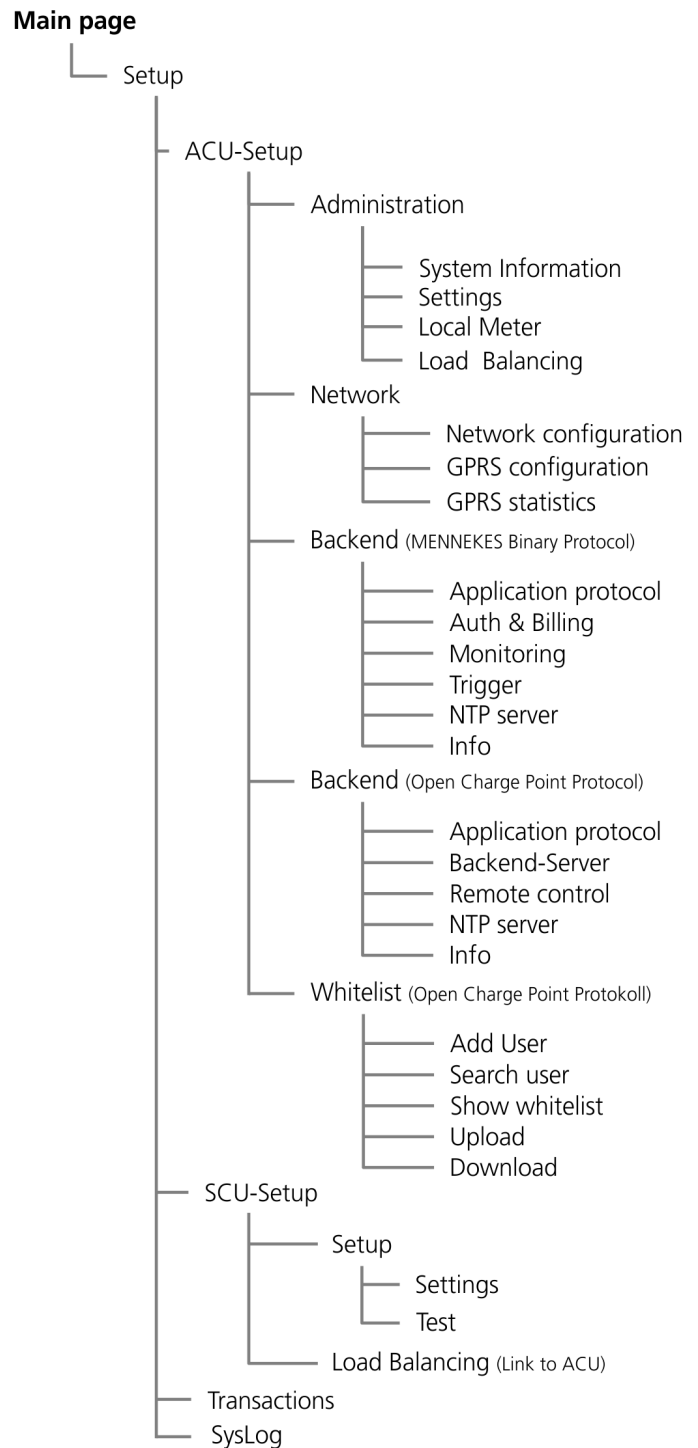 Main page
Setup
ACU-Setup
Administration
System Information
Settings
Local Meter
Load Balancing
Network
Network configuration
GPRS configuration
GPRS statistics
Backend (MENNEKES Binary Protocol)
Application protocol
Auth & Billing
Monitoring
Trigger
NTP server
Info
Backend (Open Charge Point Protocol)
Application protocol
Backend-Server
Remote control
NTP server
Info
Whitelist (Open Charge Point Protokoll)
Add User
Search user
Show whitelist
Upload
Download
SCU-Setup
Setup
Settings
Test
Load Balancing (Link to ACU)
Transactions
SysLog